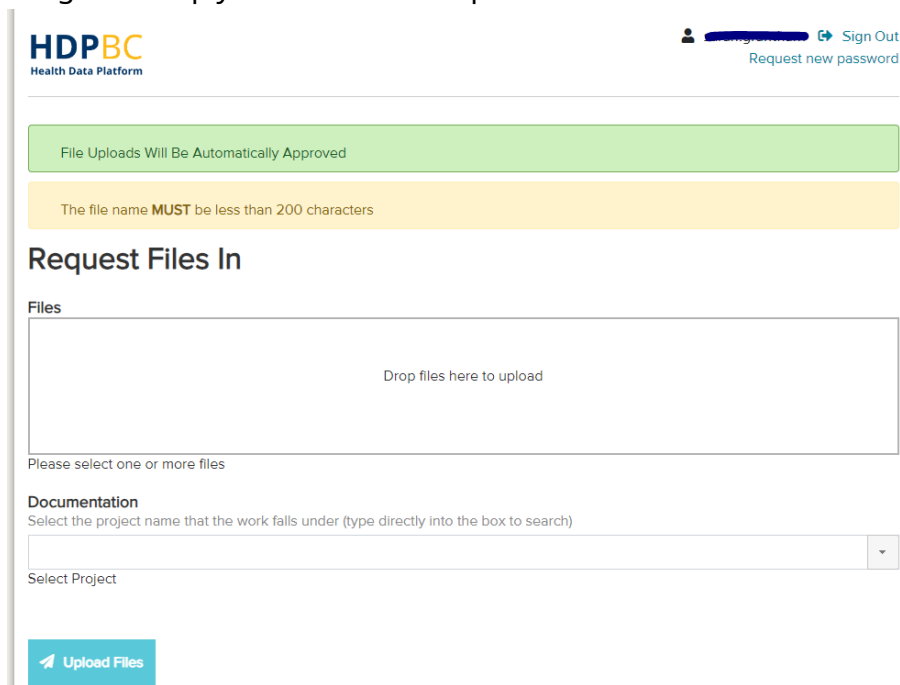 HDPBC
Health Data Platform
Sign Out
Request new password
File Uploads Will Be Automatically Approved
The file name MUST be less than 200 characters
Request Files In
Files
Drop files here to upload
Please select one or more files
Documentation
Select the project name that the work falls under (type directly into the box to search)
Select Project
Upload Files